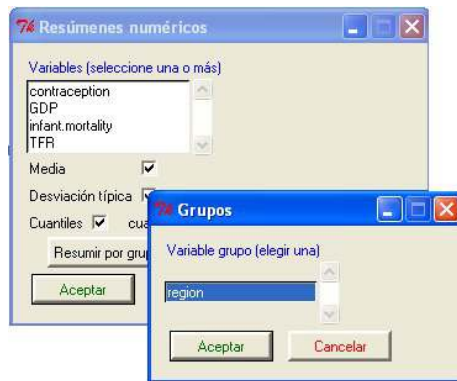 Resúmenes numéricos
Variables (seleccione una o más)
contraception
GDP
infant.mortality
TFR
Media
Desviación típica
Cuantiles
Resumir por
Aceptar
Grupos
Variable grupo (elegir una)
region
Aceptar
Cancelar